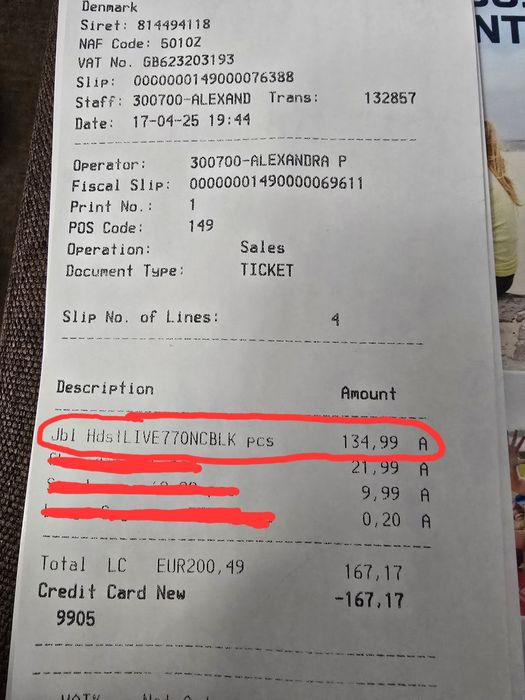 Denmark
Siret: 814494118
NAF Code: 5010Z
VAT No. GB623203193
Slip: 0000000149000076388
Staff: 300700-ALEXAND Trans: 132857
Date: 17-04-25 19:44
Operator: 300700-ALEXANDRA P
Fiscal Slip: 00000001490000069611
Print No.: 1
POS Code: 149
Operation: Sales
Document Type: TICKET
Slip No. of Lines: 4
Description Amount
Jbl HdstLIVE770NCBLK pcs 134,99 A
21,99 A
9,99 A
0,20 A
Total LC EUR200,49 167,17
Credit Card New -167,17
9905
NT